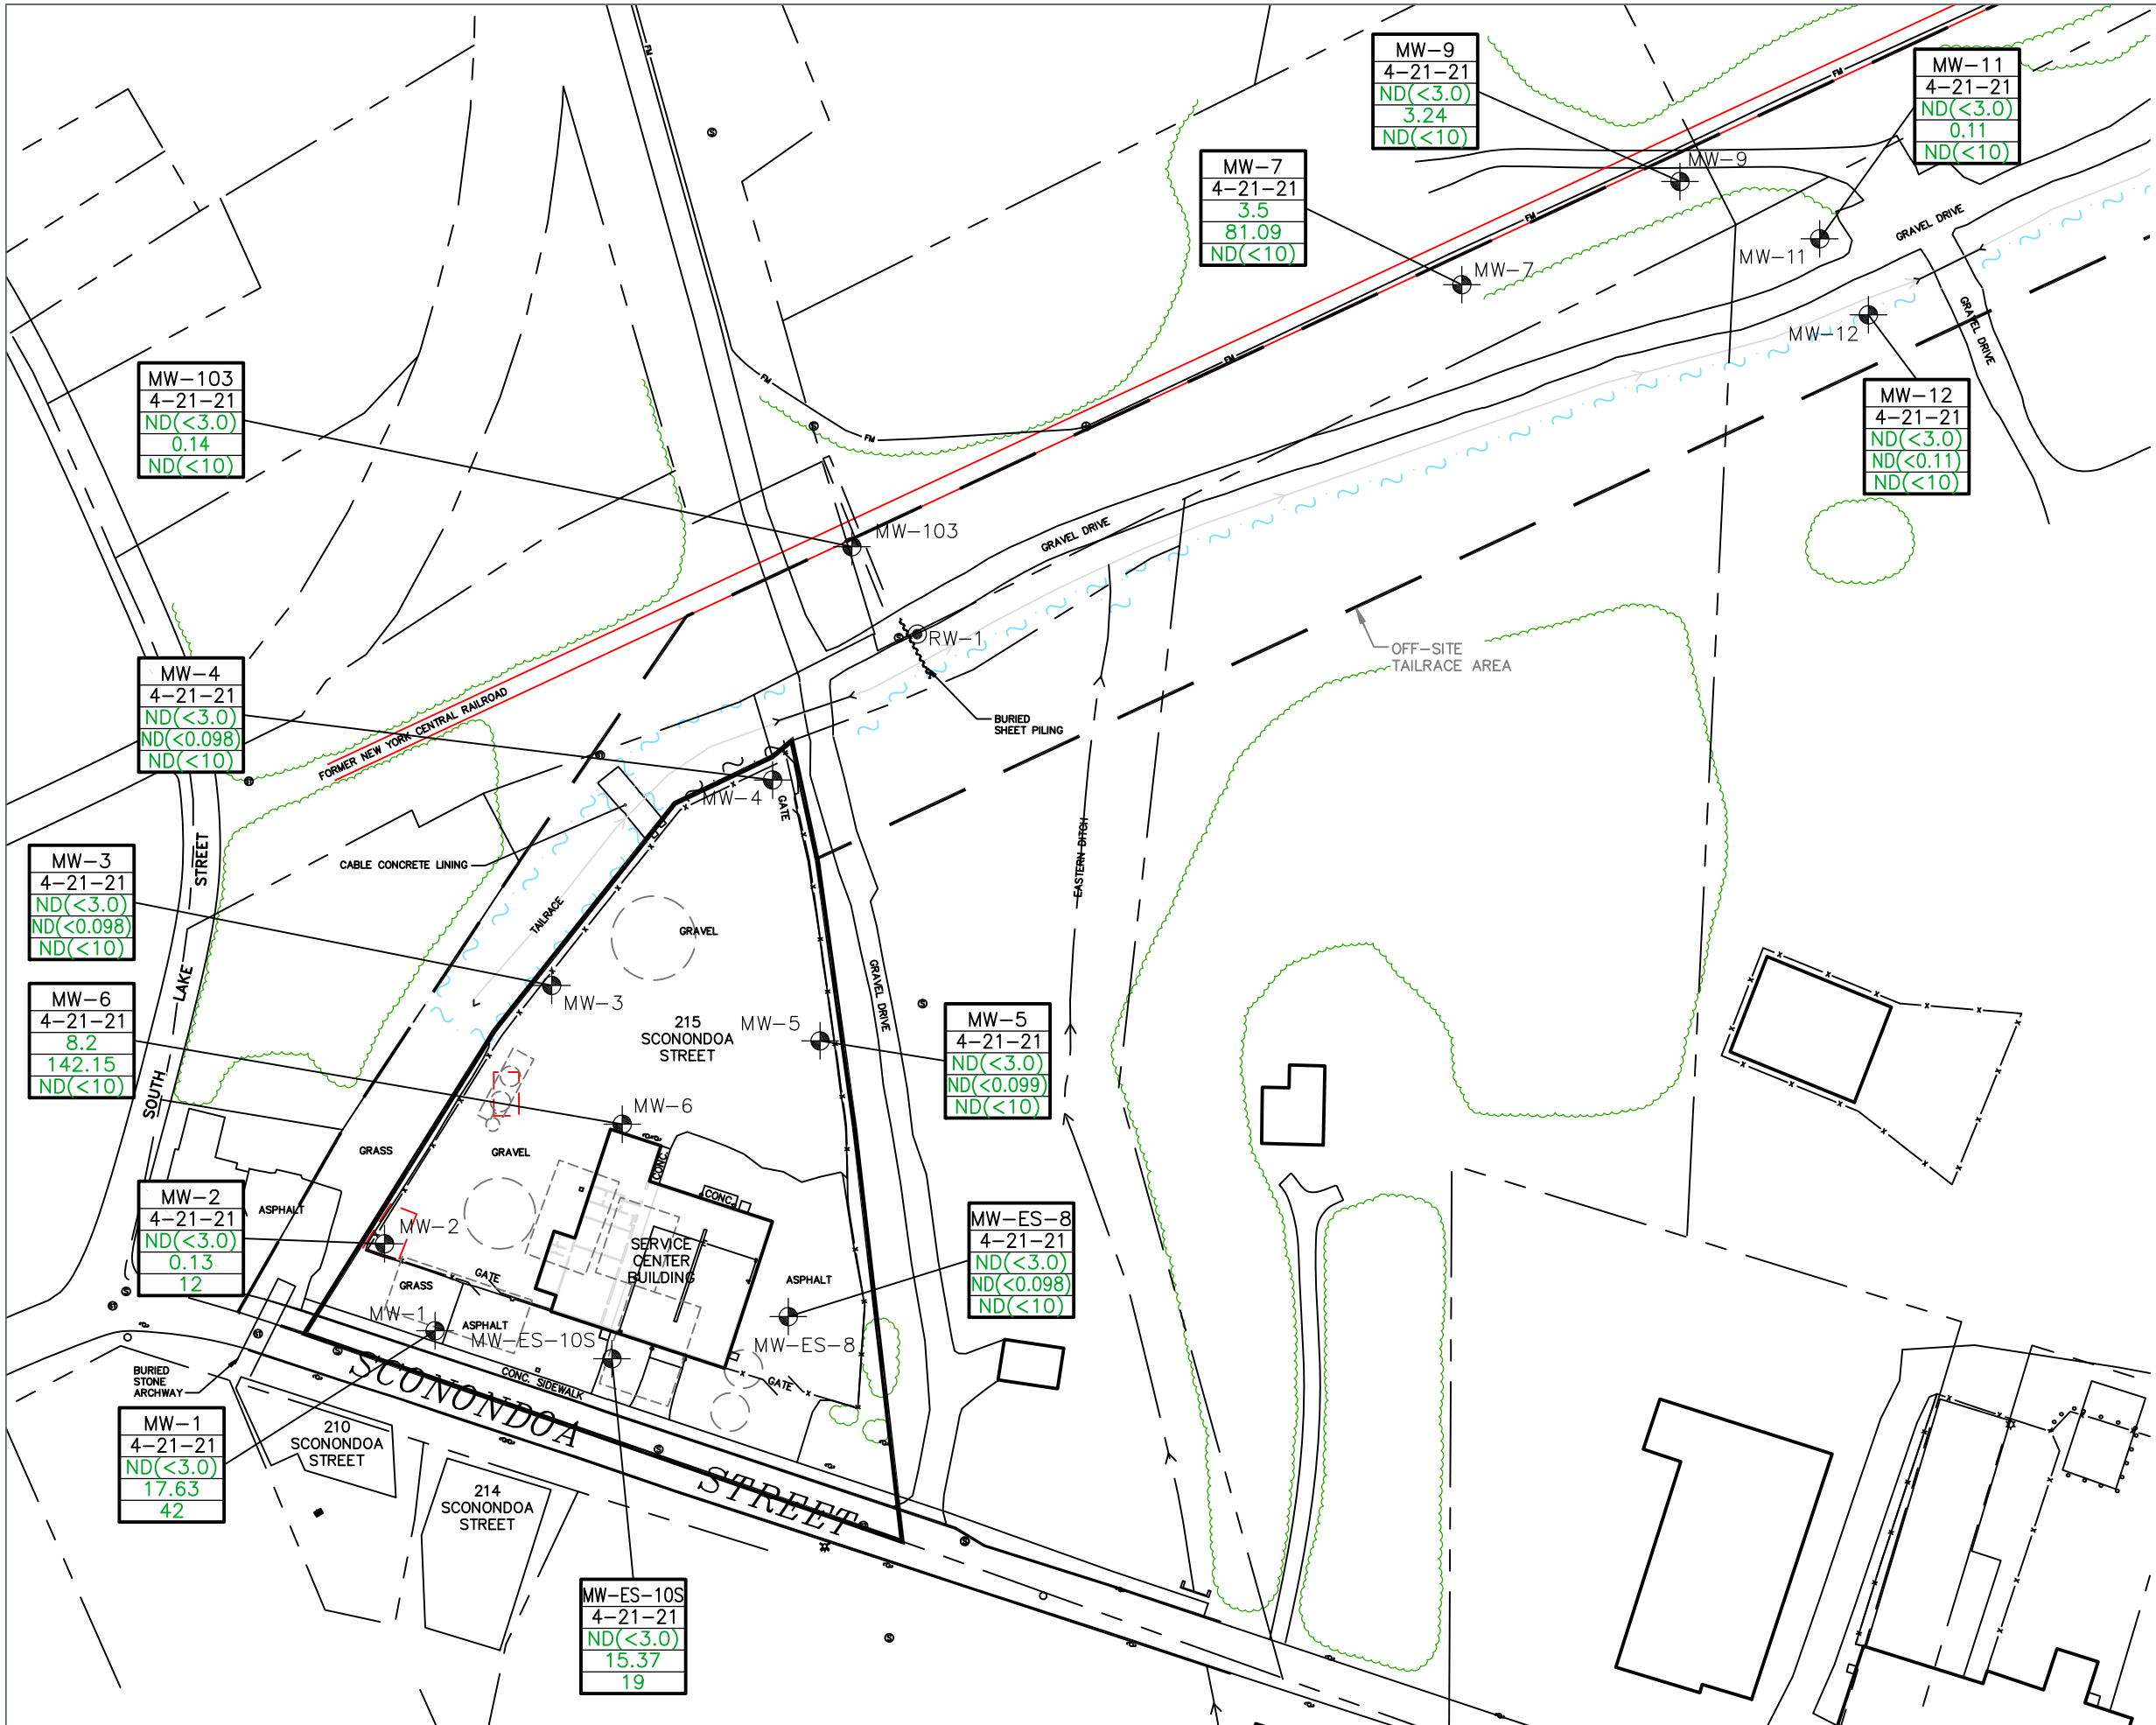 MW-9
4-21-21
ND(<3.0)
3.24
ND(<10)
MW-11
4-21-21
ND(<3.0)
0.11
ND(<10)
MW-7
4-21-21
3.5
81.09
ND(<10)
MW-9
MW-11
MW-7
MW-12
GRAVEL DRIVE
GRAVEL DRIVE
FM
FM
FM
FM
FM
FM
MW-12
4-21-21
ND(<3.0)
ND(<0.11)
ND(<10)
MW-103
4-21-21
ND(<3.0)
0.14
ND(<10)
MW-103
GRAVEL DRIVE
RW-1
OFF-SITE
TAILRACE AREA
BURIED
SHEET PILING
MW-4
4-21-21
ND(<3.0)
ND(<0.098)
ND(<10)
FORMER NEW YORK CENTRAL RAILROAD
MW-4
GATE
CABLE CONCRETE LINING
TAILRACE
EASTERN DITCH
MW-3
4-21-21
ND(<3.0)
ND(<0.098)
ND(<10)
SOUTH LAKE STREET
GRAVEL
MW-3
GRAVEL DRIVE
215
SCONONDOA
STREET
MW-5
MW-5
4-21-21
ND(<3.0)
ND(<0.099)
ND(<10)
MW-6
4-21-21
8.2
142.15
ND(<10)
MW-6
GRASS
GRAVEL
CONC.
CONC.
MW-2
4-21-21
ND(<3.0)
0.13
12
ASPHALT
MW-2
SERVICE
CENTER
BUILDING
GATE
GRASS
ASPHALT
MW-ES-8
4-21-21
ND(<3.0)
ND(<0.098)
ND(<10)
MW-1
ASPHALT
MW-ES-10S
MW-ES-8
CONC. SIDEWALK
GATE
BURIED
STONE
ARCHWAY
SCONONDOA STREET
MW-1
4-21-21
ND(<3.0)
17.63
42
210
SCONONDOA
STREET
214
SCONONDOA
STREET
MW-ES-10S
4-21-21
ND(<3.0)
15.37
19